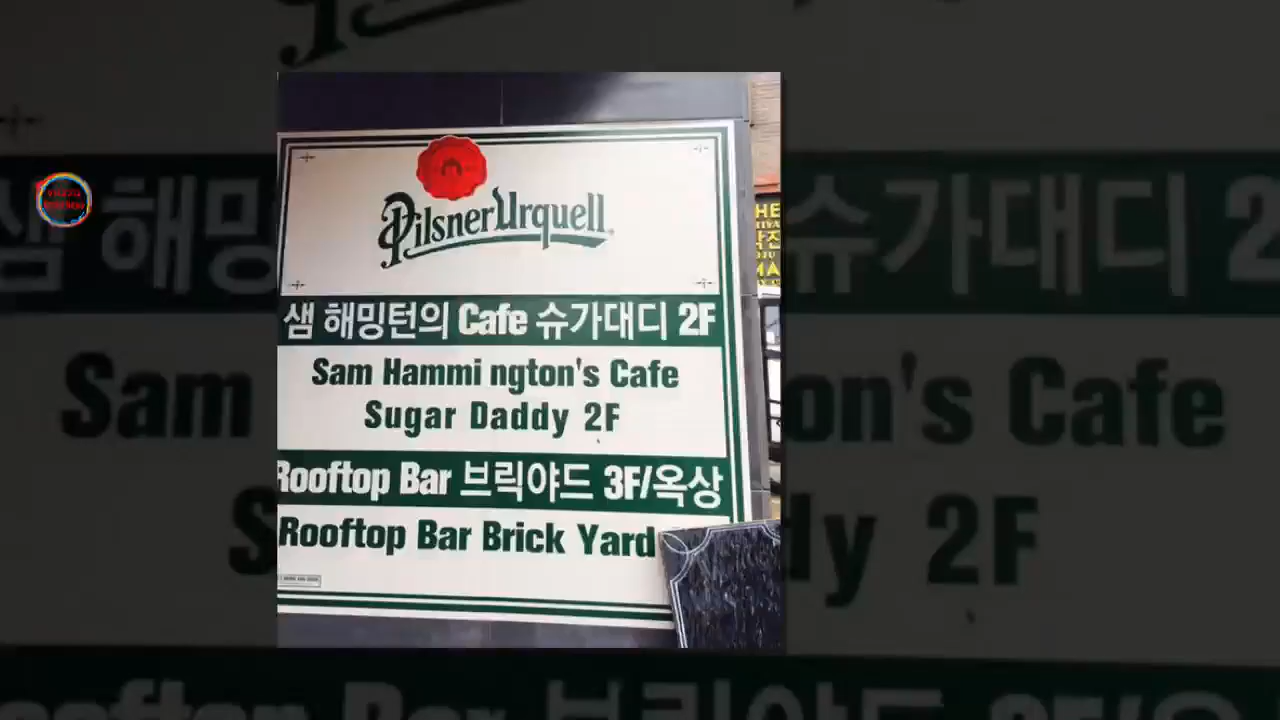 Pilsner Urquell
샘 해밍턴의 Cafe 슈가대디 2F
Sam Hammi ngton's Cafe
Sugar Daddy 2F
Rooftop Bar 브릭야드 3F/옥상
Rooftop Bar Brick Yard